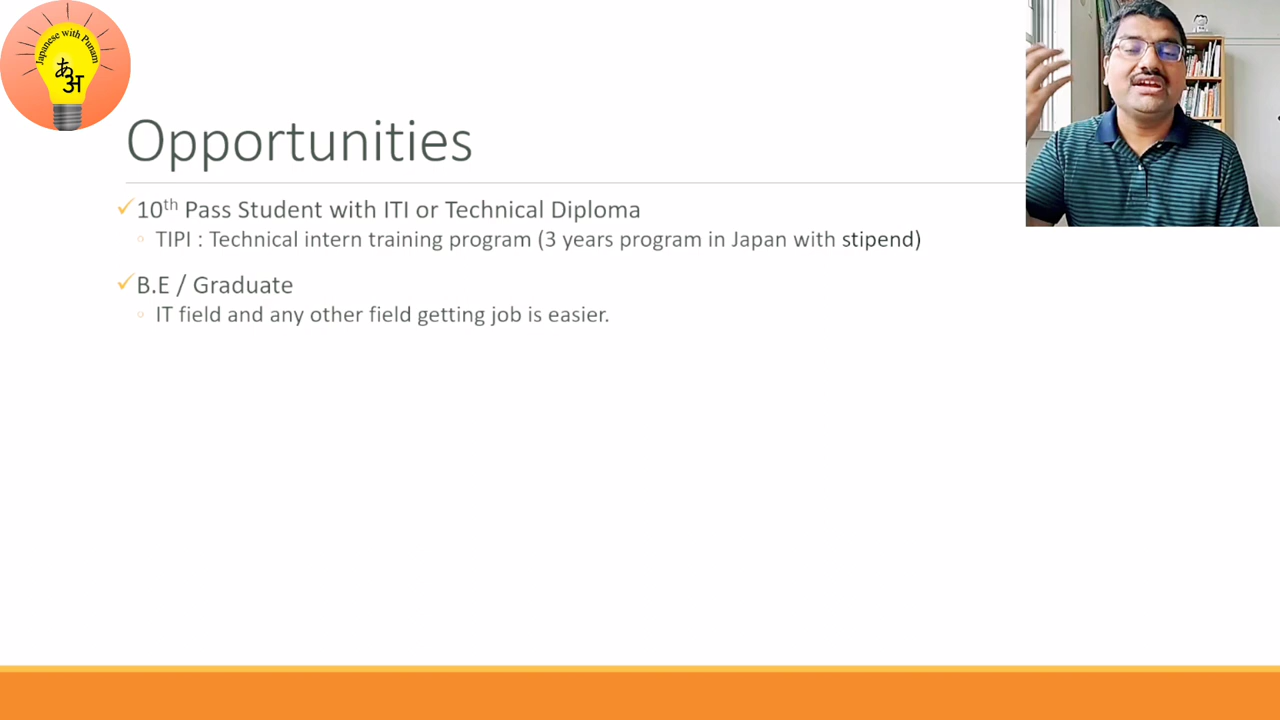 Japanese with Punam
あ
अ
Opportunities
10th Pass Student with ITI or Technical Diploma
TIPI : Technical intern training program (3 years program in Japan with stipend)
B.E / Graduate
IT field and any other field getting job is easier.